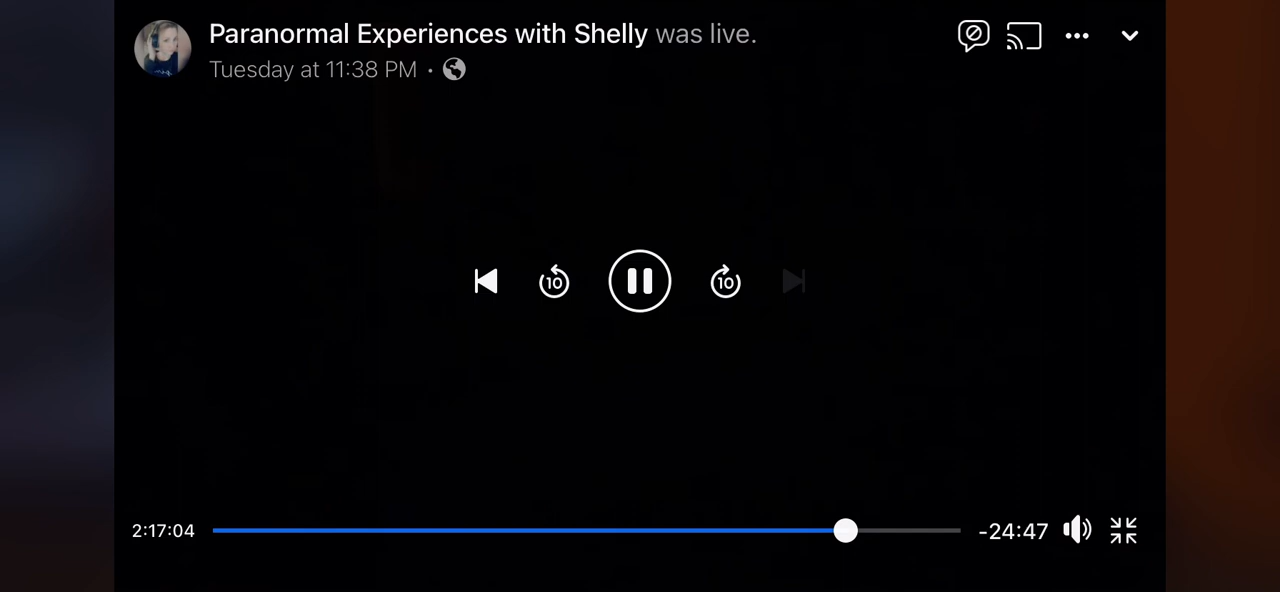 Paranormal Experiences with Shelly was live.
Tuesday at 11:38 PM ·
10 10
2:17:04 -24:47